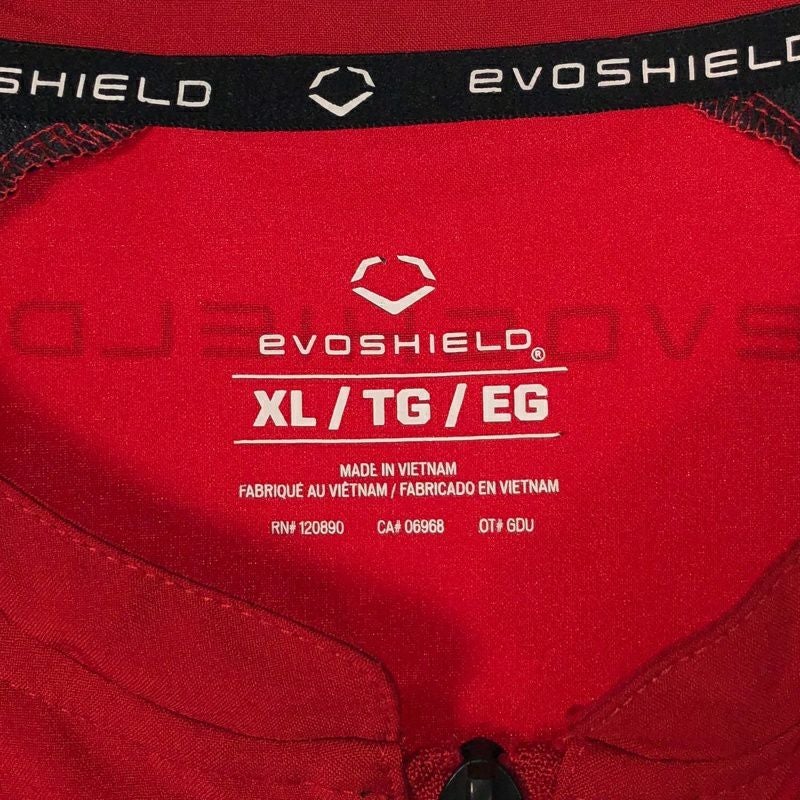 SHIELD evoSHIELD
evoSHIELD®
XL / TG / EG
MADE IN VIETNAM
FABRIQUÉ AU VIÊTNAM / FABRICADO EN VIETNAM
RN# 120890 CA# 06968 OT# GDU